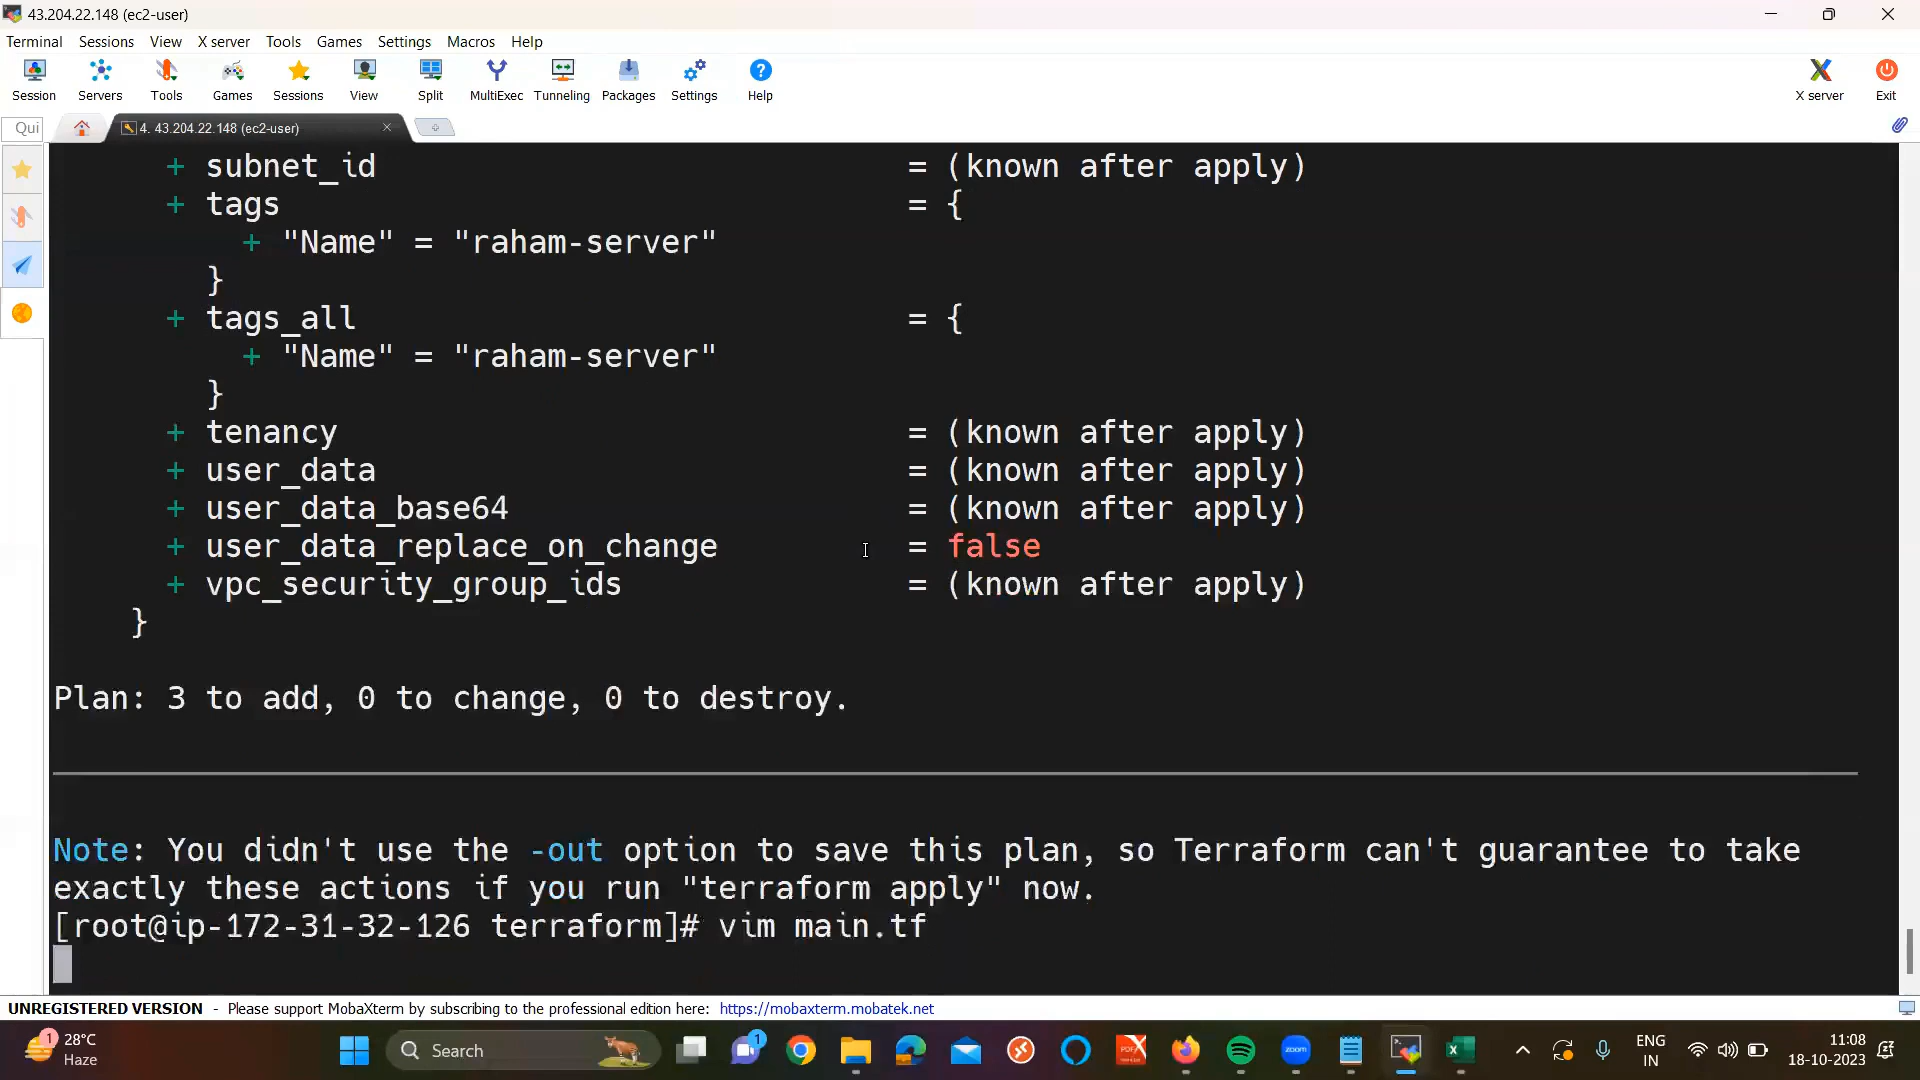 43.204.22.148 (ec2-user)
Terminal Sessions View X server Tools Games Settings Macros Help
Session Servers Tools Games Sessions View Split MultiExec Tunneling Packages Settings Help X server Exit
Qui 4. 43.204.22.148 (ec2-user)
+ subnet_id = (known after apply)
+ tags = {
+ "Name" = "raham-server"
}
+ tags_all = {
+ "Name" = "raham-server"
}
+ tenancy = (known after apply)
+ user_data = (known after apply)
+ user_data_base64 = (known after apply)
+ user_data_replace_on_change = false
+ vpc_security_group_ids = (known after apply)
}
Plan: 3 to add, 0 to change, 0 to destroy.
Note: You didn't use the -out option to save this plan, so Terraform can't guarantee to take
exactly these actions if you run "terraform apply" now.
[root@ip-172-31-32-126 terraform]# vim main.tf
UNREGISTERED VERSION - Please support MobaXterm by subscribing to the professional edition here: https://mobaxterm.mobatek.net
1 28°C
Haze
Search
1
zoom
ENG
IN
11:08
18-10-2023